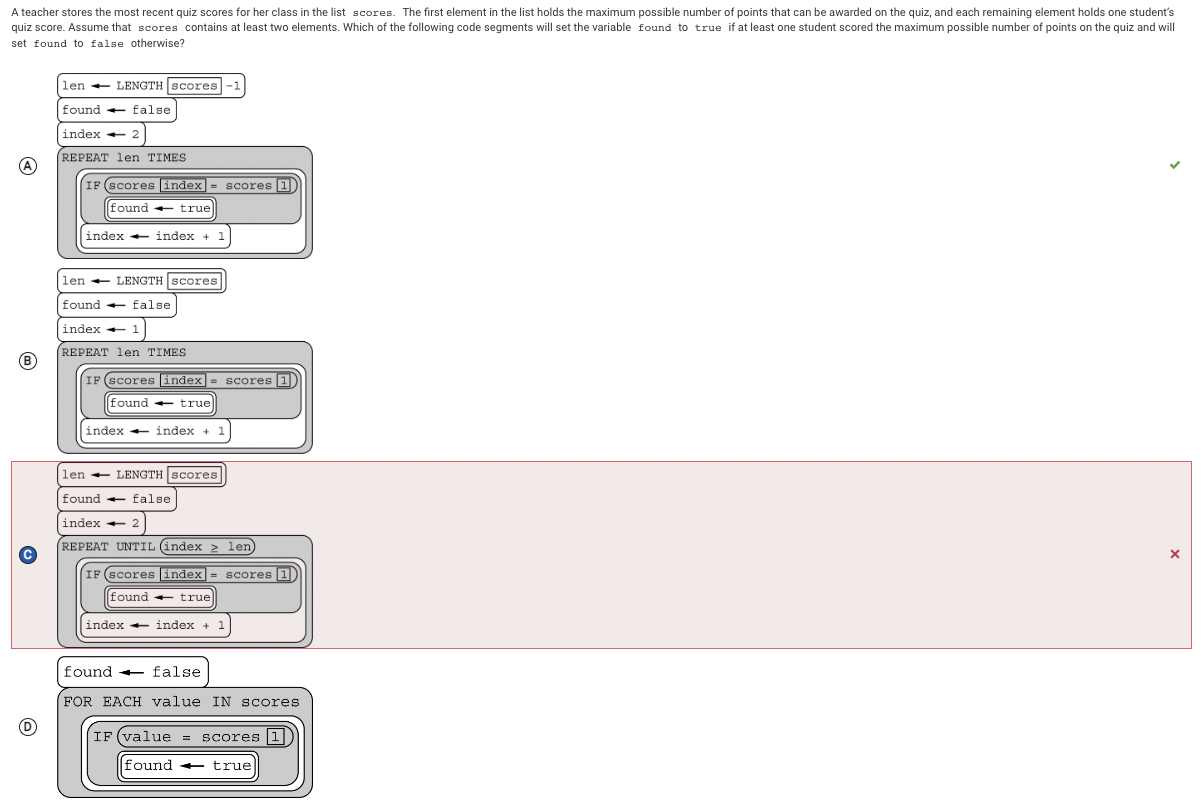 A teacher stores the most recent quiz scores for her class in the list scores. The first element in the list holds the maximum possible number of points that can be awarded on the quiz, and each remaining element holds one student's
quiz score. Assume that scores contains at least two elements. Which of the following code segments will set the variable found to true if at least one student scored the maximum possible number of points on the quiz and will
set found to false otherwise?
len ← LENGTH scores -1
found ← false
index ← 2
A
REPEAT len TIMES
IF scores index = scores 1
found ← true
index ← index + 1
len ← LENGTH scores
found ← false
index ← 1
B
REPEAT len TIMES
IF scores index = scores 1
found ← true
index ← index + 1
len ← LENGTH scores
found ← false
index ← 2
C
REPEAT UNTIL index ≥ len
IF scores index = scores 1
found ← true
index ← index + 1
found ← false
D
FOR EACH value IN scores
IF value = scores 1
found ← true